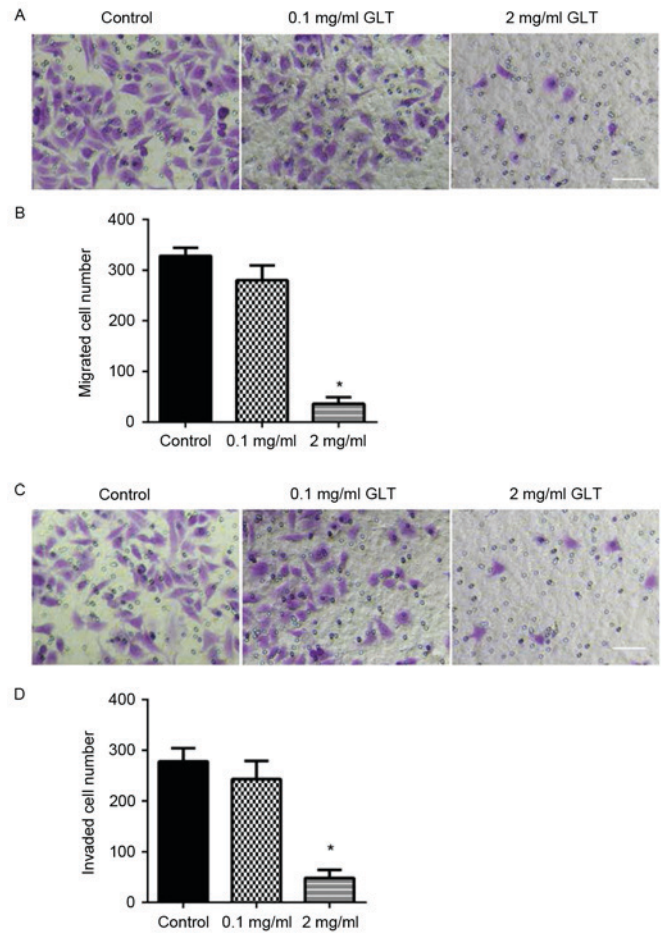 A
Control
0.1 mg/ml GLT
2 mg/ml GLT
B
Migrated cell number
400
300
200
100
0
*
Control
0.1 mg/ml
2 mg/ml
C
Control
0.1 mg/ml GLT
2 mg/ml GLT
D
Invaded cell number
400
300
200
100
0
*
Control
0.1 mg/ml
2 mg/ml